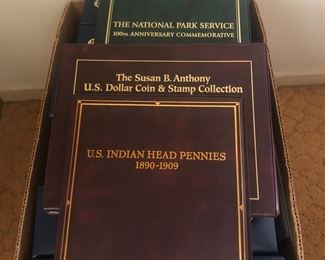 THE NATIONAL PARK SERVICE
100TH ANNIVERSARY COMMEMORATIVE
The Susan B. Anthony
U.S. Dollar Coin & Stamp Collection
U.S. INDIAN HEAD PENNIES
1890-1909